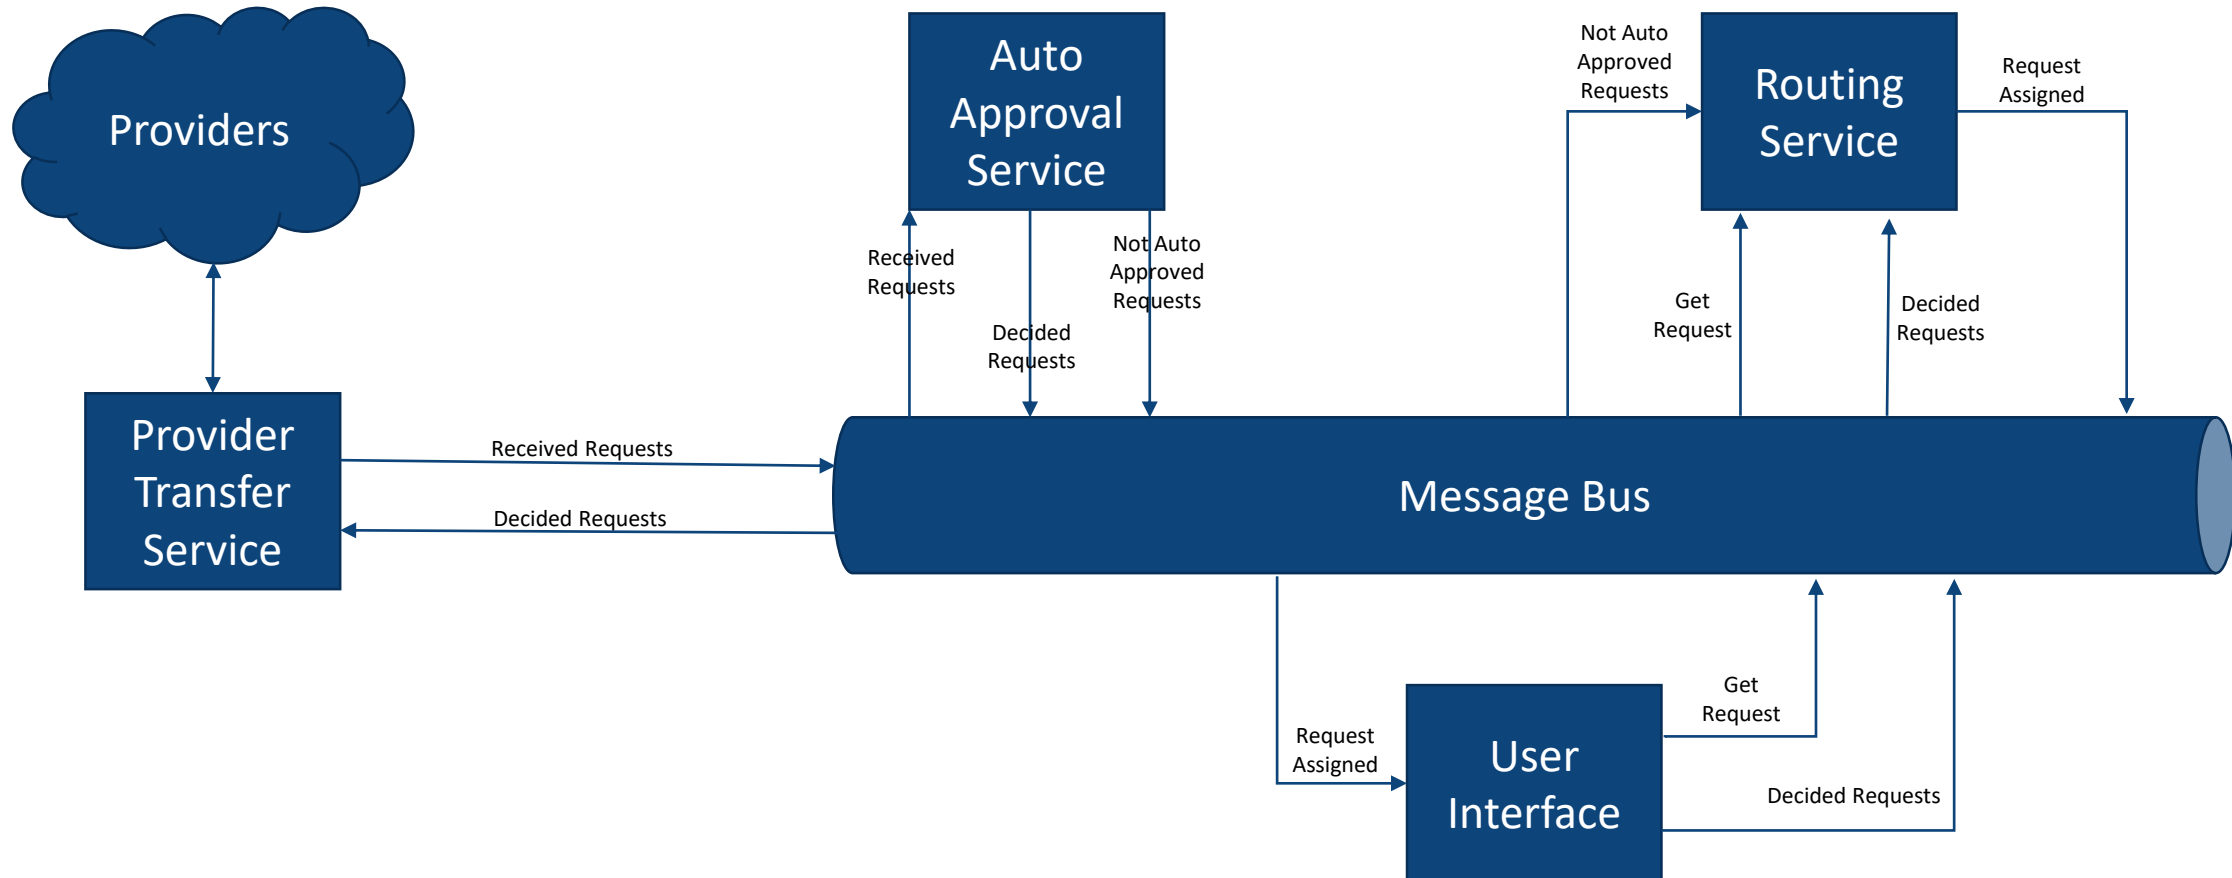 Providers
Auto
Approval
Service
Not Auto
Approved
Requests
Routing
Service
Request
Assigned
Received
Requests
Not Auto
Approved
Requests
Decided
Requests
Get
Request
Decided
Requests
Provider
Transfer
Service
Received Requests
Decided Requests
Message Bus
Request
Assigned
User
Interface
Get
Request
Decided Requests